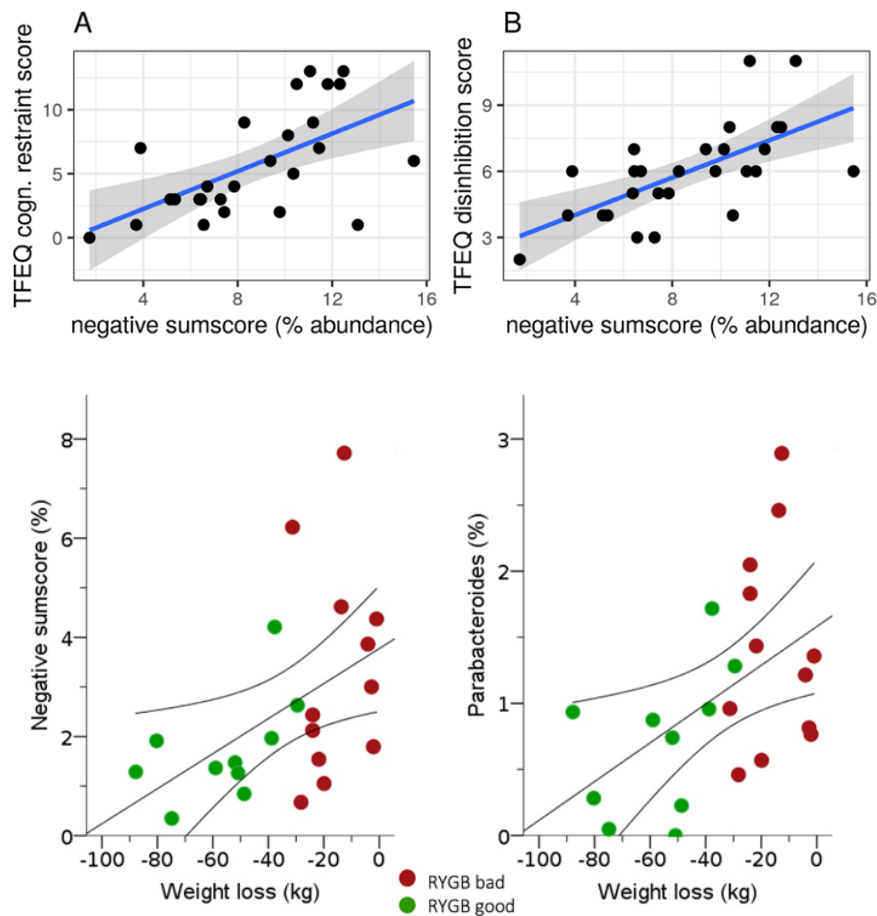 A
B
TFEQ cogn. restraint score
10
5
0
4
8
12
16
negative sumscore (% abundance)
TFEQ disinhibition score
9
6
3
4
8
12
16
negative sumscore (% abundance)
Negative sumscore (%)
8
6
4
2
0
-100
-80
-60
-40
-20
0
Weight loss (kg)
Parabacteroides (%)
3
2
1
0
-100
-80
-60
-40
-20
0
Weight loss (kg)
RYGB bad
RYGB good